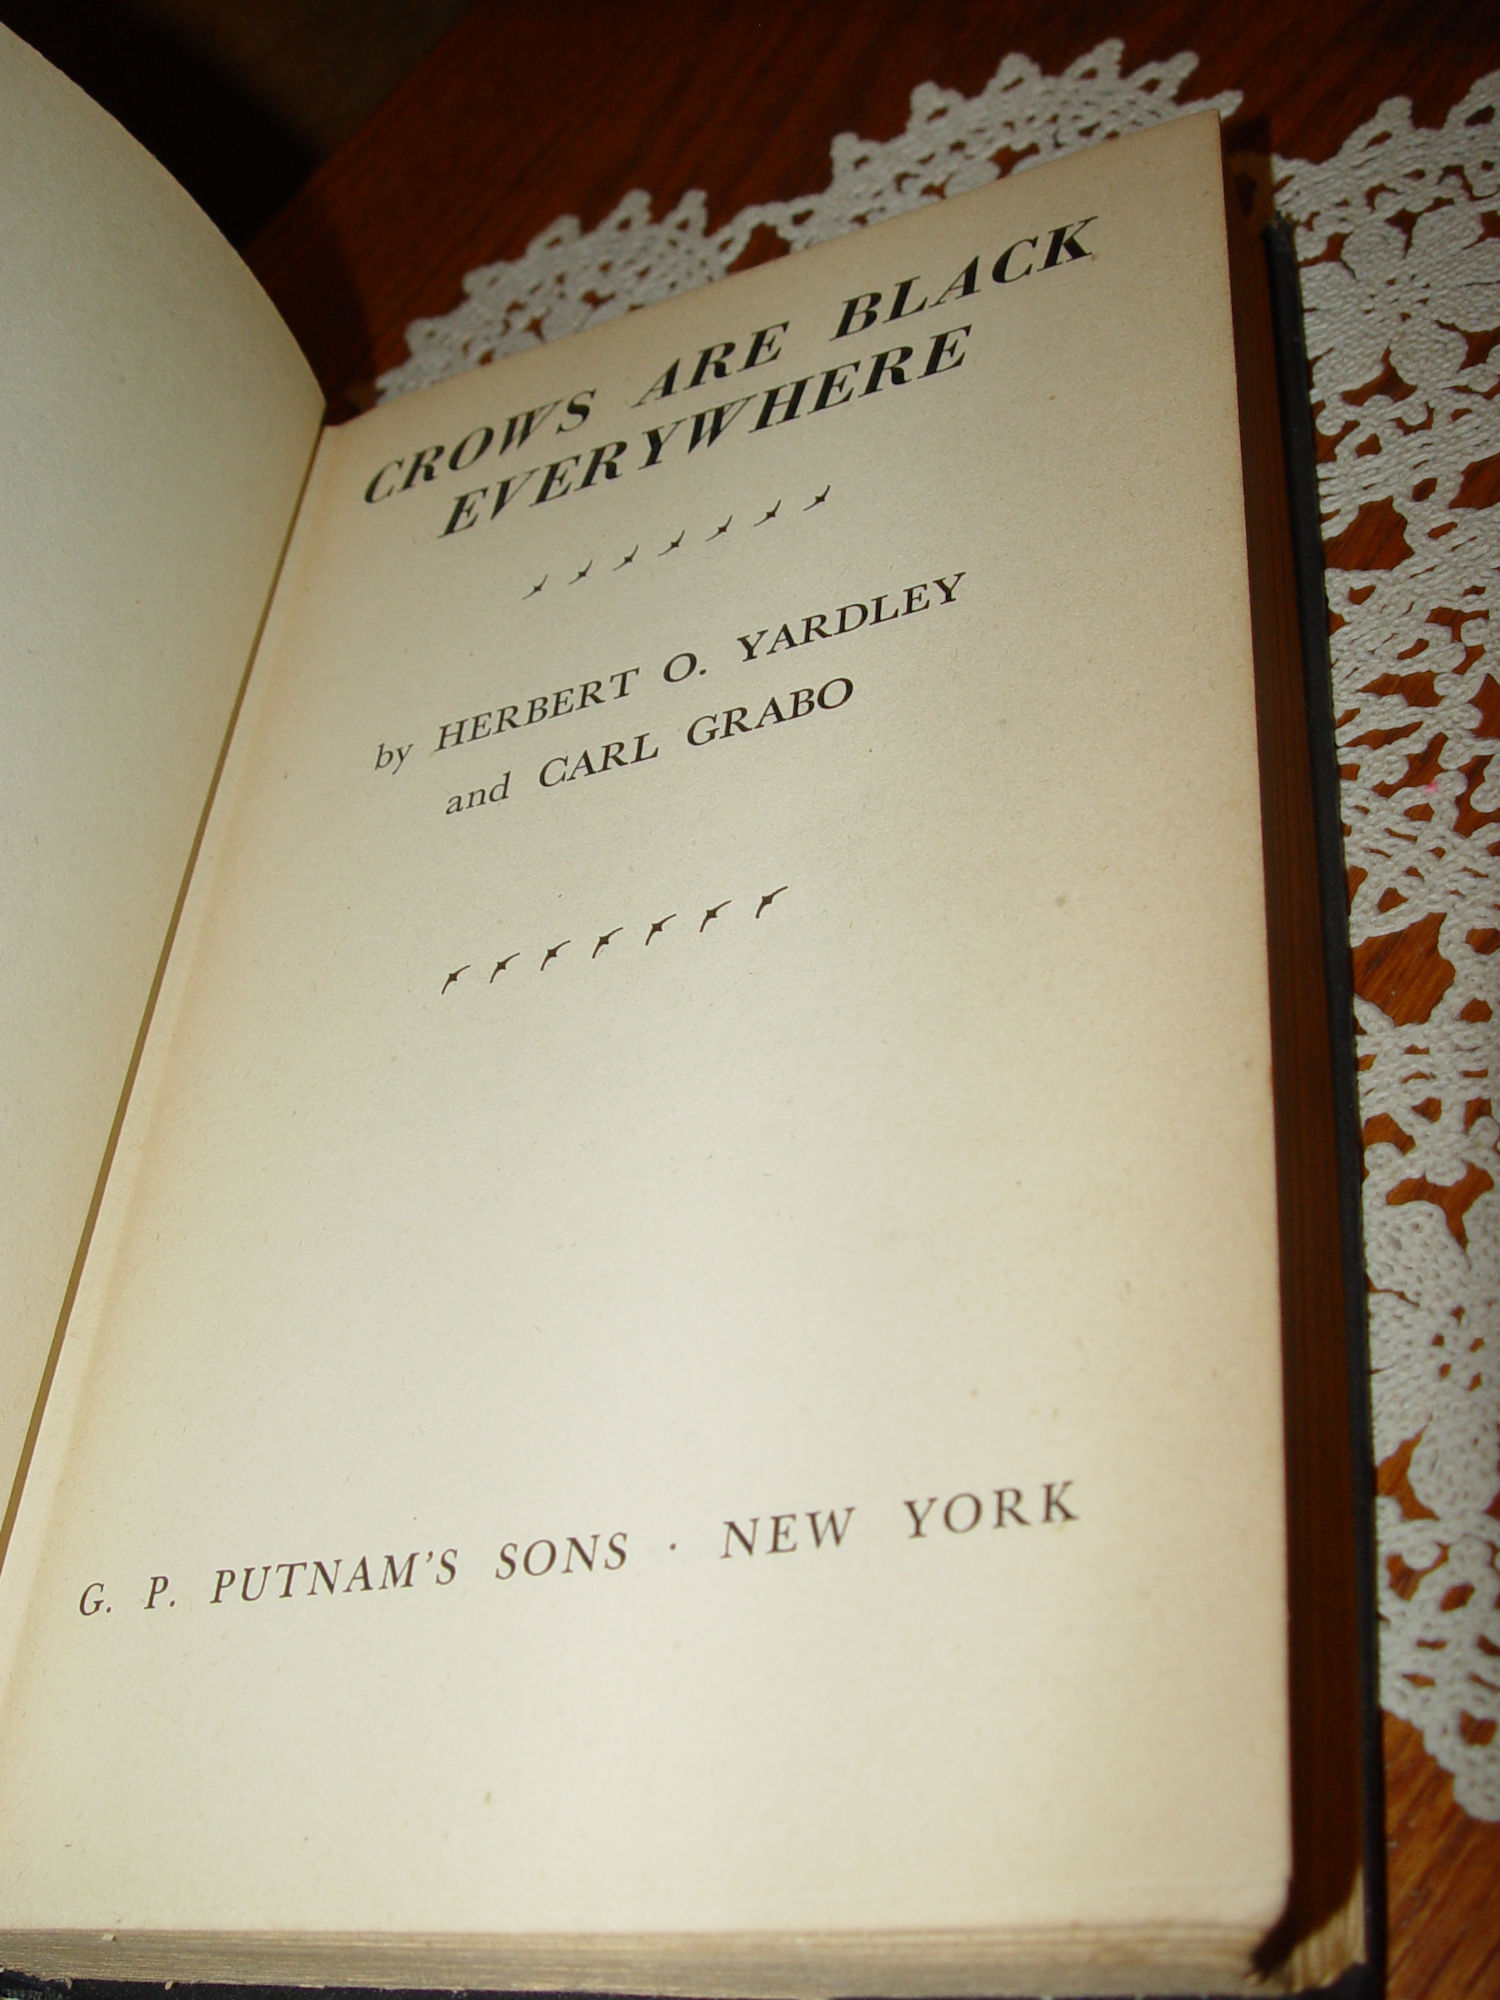 CROWS ARE BLACK
EVERYWHERE
by HERBERT O. YARDLEY
and CARL GRABO
G. P. PUTNAM'S SONS · NEW YORK